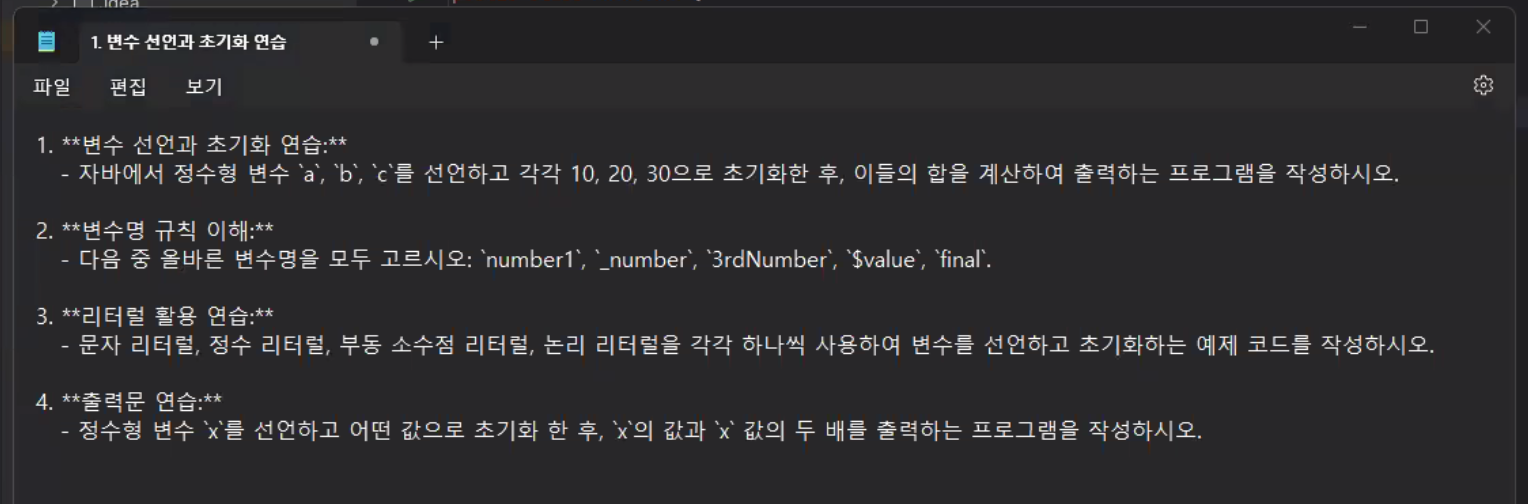 idea
1. 변수 선언과 초기화 연습
파일 편집 보기
1. **변수 선언과 초기화 연습:**
- 자바에서 정수형 변수 `a`, `b`, `c`를 선언하고 각각 10, 20, 30으로 초기화한 후, 이들의 합을 계산하여 출력하는 프로그램을 작성하시오.
2. **변수명 규칙 이해:**
- 다음 중 올바른 변수명을 모두 고르시오: `number1`, `_number`, `3rdNumber`, `$value`, `final`.
3. **리터럴 활용 연습:**
- 문자 리터럴, 정수 리터럴, 부동 소수점 리터럴, 논리 리터럴을 각각 하나씩 사용하여 변수를 선언하고 초기화하는 예제 코드를 작성하시오.
4. **출력문 연습:**
- 정수형 변수 `x`를 선언하고 어떤 값으로 초기화 한 후, `x`의 값과 `x` 값의 두 배를 출력하는 프로그램을 작성하시오.